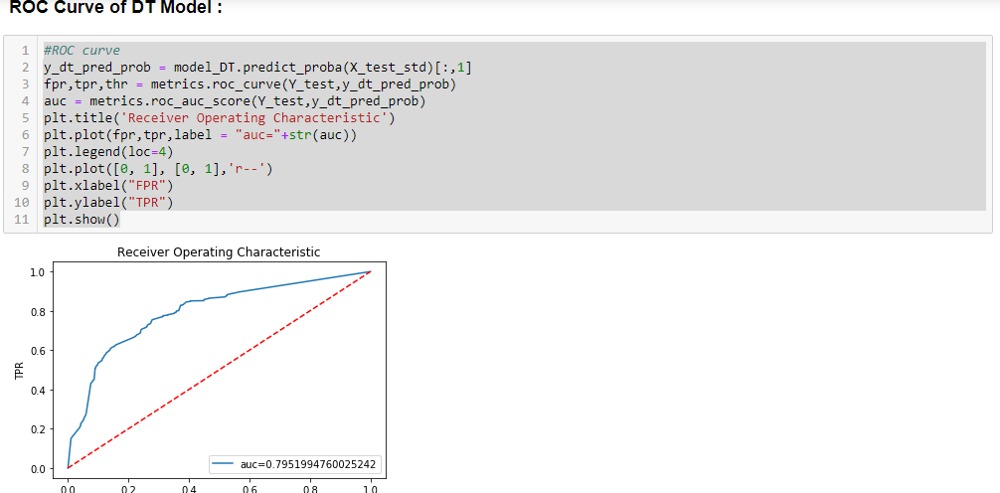 ROC Curve of DT Model :
1 #ROC curve
2 y_dt_pred_prob = model_DT.predict_proba(X_test_std)[:,1]
3 fpr,tpr,thr = metrics.roc_curve(Y_test,y_dt_pred_prob)
4 auc = metrics.roc_auc_score(Y_test,y_dt_pred_prob)
5 plt.title('Receiver Operating Characteristic')
6 plt.plot(fpr,tpr,label = "auc="+str(auc))
7 plt.legend(loc=4)
8 plt.plot([0, 1], [0, 1],'r--')
9 plt.xlabel("FPR")
10 plt.ylabel("TPR")
11 plt.show()
Receiver Operating Characteristic
1.0
0.8
0.6
TPR
0.4
0.2
0.0
auc=0.7951994760025242
0.0 0.2 0.4 0.6 0.8 1.0